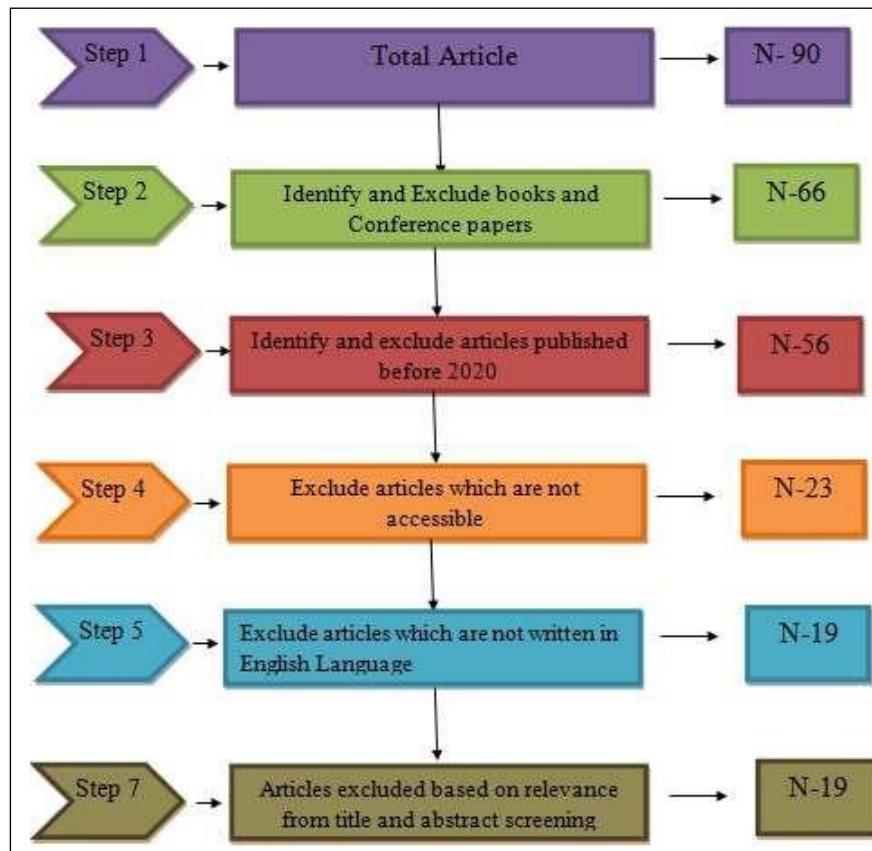 Step 1
Total Article
N- 90
Step 2
Identify and Exclude books and
Conference papers
N-66
Step 3
Identify and exclude articles published
before 2020
N-56
Step 4
Exclude articles which are not
accessible
N-23
Step 5
Exclude articles which are not written in
English Language
N-19
Step 7
Articles excluded based on relevance
from title and abstract screening
N-19